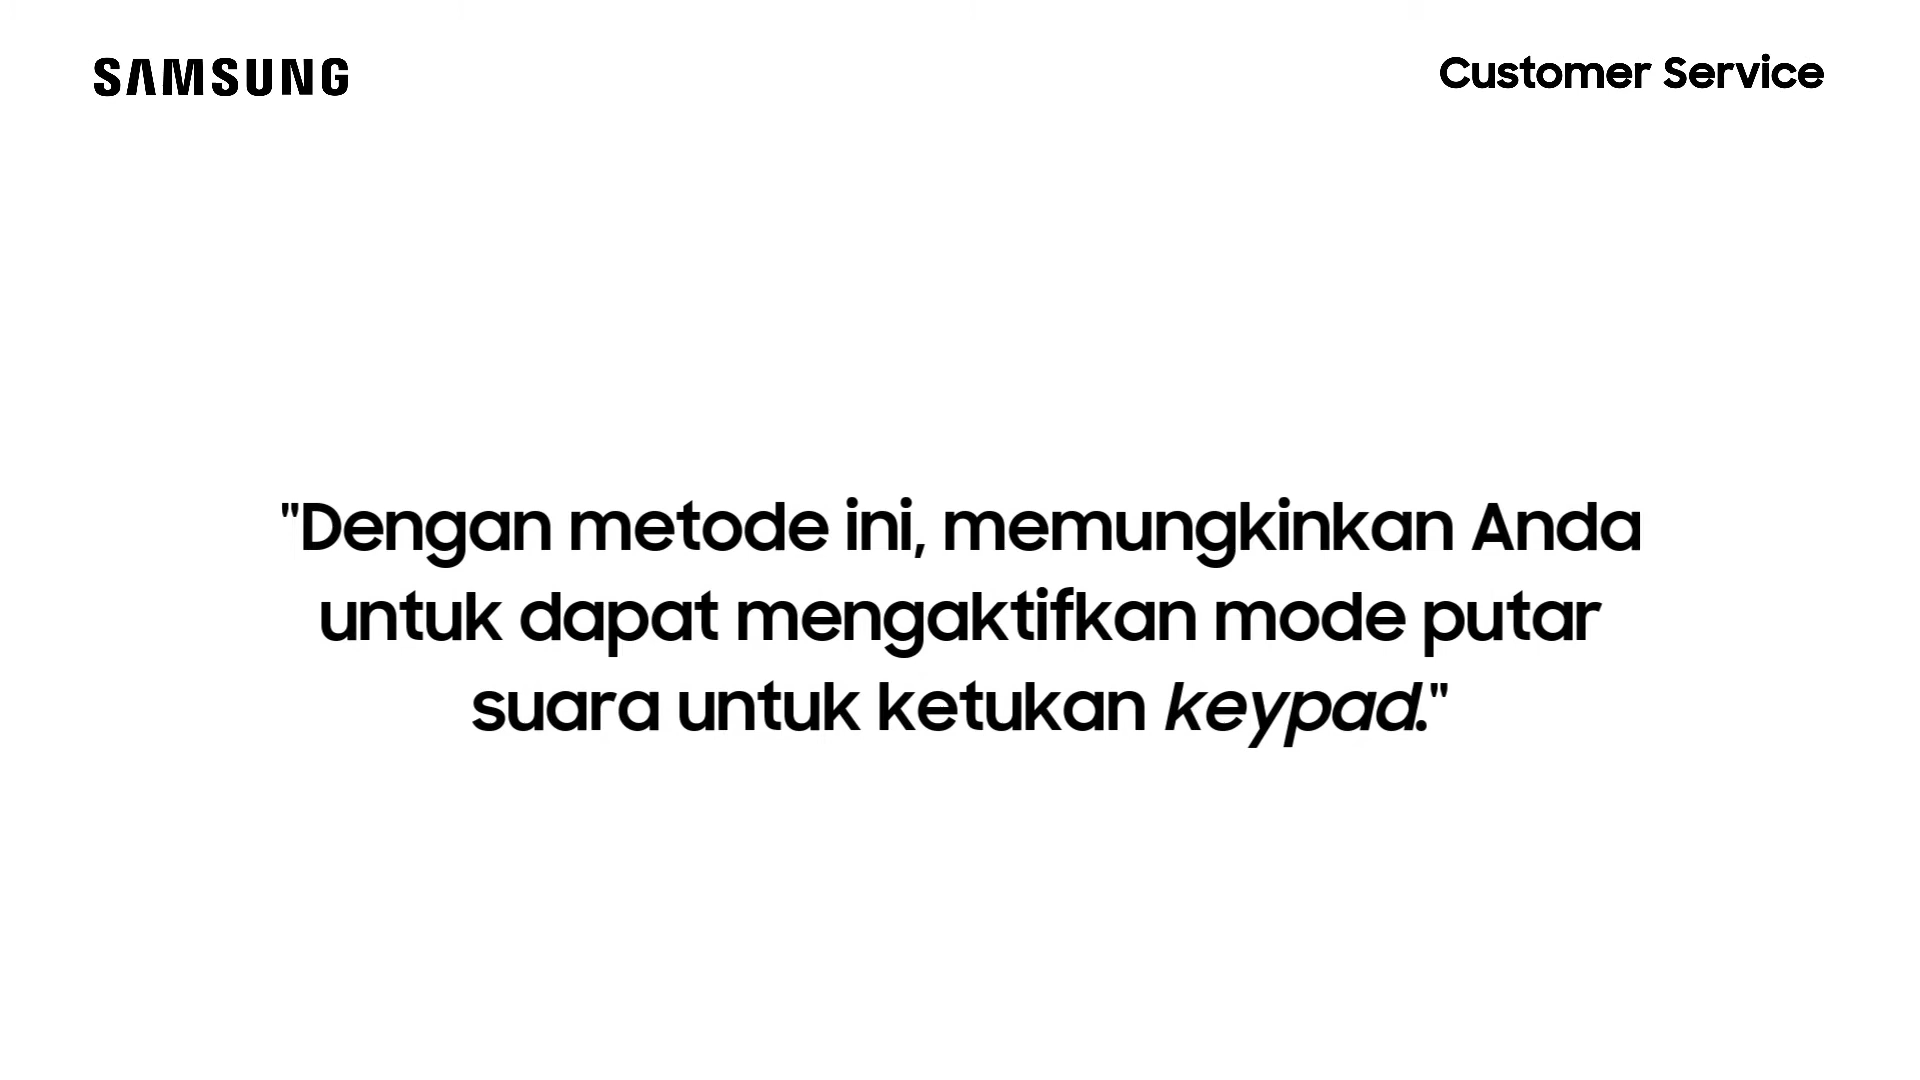 SAMSUNG
Customer Service
"Dengan metode ini, memungkinkan Anda
untuk dapat mengaktifkan mode putar
suara untuk ketukan keypad."